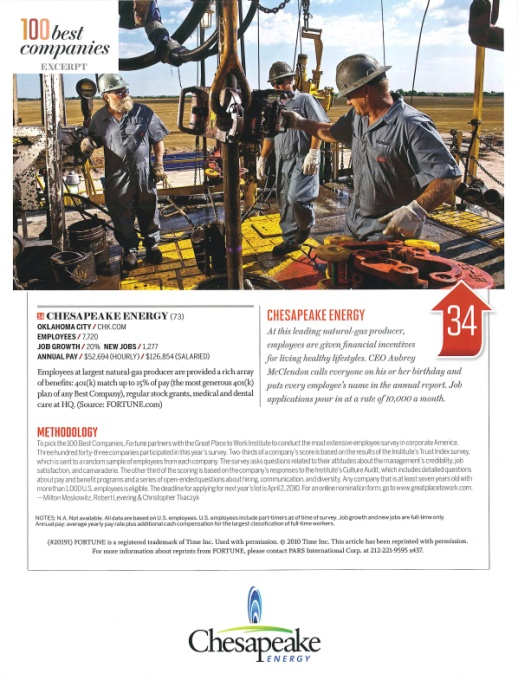 100 best
companies
EXCERPT
34 CHESAPEAKE ENERGY (73)
OKLAHOMA CITY / CHK.COM
EMPLOYEES / 7,720
JOB GROWTH / 20% NEW JOBS / 1,277
ANNUAL PAY / $52,694 (HOURLY) / $126,854 (SALARIED)
Employees at largest natural-gas producer are provided a rich array
of benefits: 401(k) match up to 15% of pay (the most generous 401(k)
plan of any Best Company), regular stock grants, medical and dental
care at HQ. (Source: FORTUNE.com)
CHESAPEAKE ENERGY
At this leading natural-gas producer,
employees are given financial incentives
for living healthy lifestyles. CEO Aubrey
McClendon calls everyone on his or her birthday and
puts every employee's name in the annual report. Job
applications pour in at a rate of 10,000 a month.
34
METHODOLOGY
To pick the 100 Best Companies, Fortune partners with the Great Place to Work Institute to conduct the most extensive employee survey in corporate America.
Three hundred forty-three companies participated in this year's survey. Two-thirds of a company's score is based on the results of the Institute's Trust Index survey,
which is sent to a random sample of employees from each company. The survey asks questions related to their attitudes about the management's credibility, job
satisfaction, and camaraderie. The other third of the scoring is based on the company's responses to the Institute's Culture Audit, which includes detailed questions
about pay and benefit programs and a series of open-ended questions about hiring, communication, and diversity. Any company that is at least seven years old with
more than 1,000 U.S. employees is eligible. The deadline for applying for next year's list is April 2, 2010. For an online nomination form, go to www.greatplacetowork.com.
—Milton Moskowitz, Robert Levering & Christopher Tkaczyk
NOTES: N.A. Not available. All data are based on U.S. employees. U.S. employees include part-timers as of time of survey. Job growth and new jobs are full-time only.
Annual pay: average yearly pay rate plus additional cash compensation for the largest classification of full-time workers.
(#20191) FORTUNE is a registered trademark of Time Inc. Used with permission. © 2010 Time Inc. This article has been reprinted with permission.
For more information about reprints from FORTUNE, please contact PARS International Corp. at 212-221-9595 x437.
Chesapeake
ENERGY